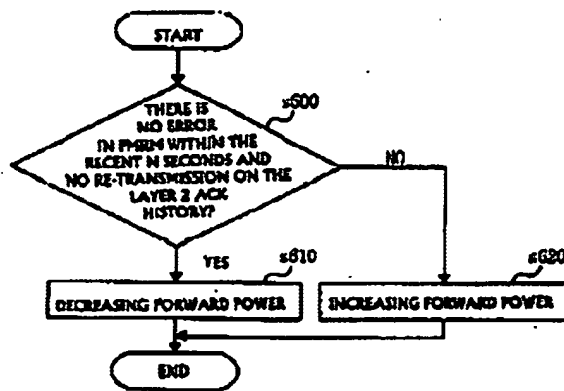 START
s600
THERE IS
NO ERROR
IN PMRM WITHIN THE
RECENT N SECONDS AND
NO RE-TRANSMISSION ON THE
LAYER 2 ACK
HISTORY?
NO
YES
s610
s620
DECREASING FORWARD POWER
INCREASING FORWARD POWER
END